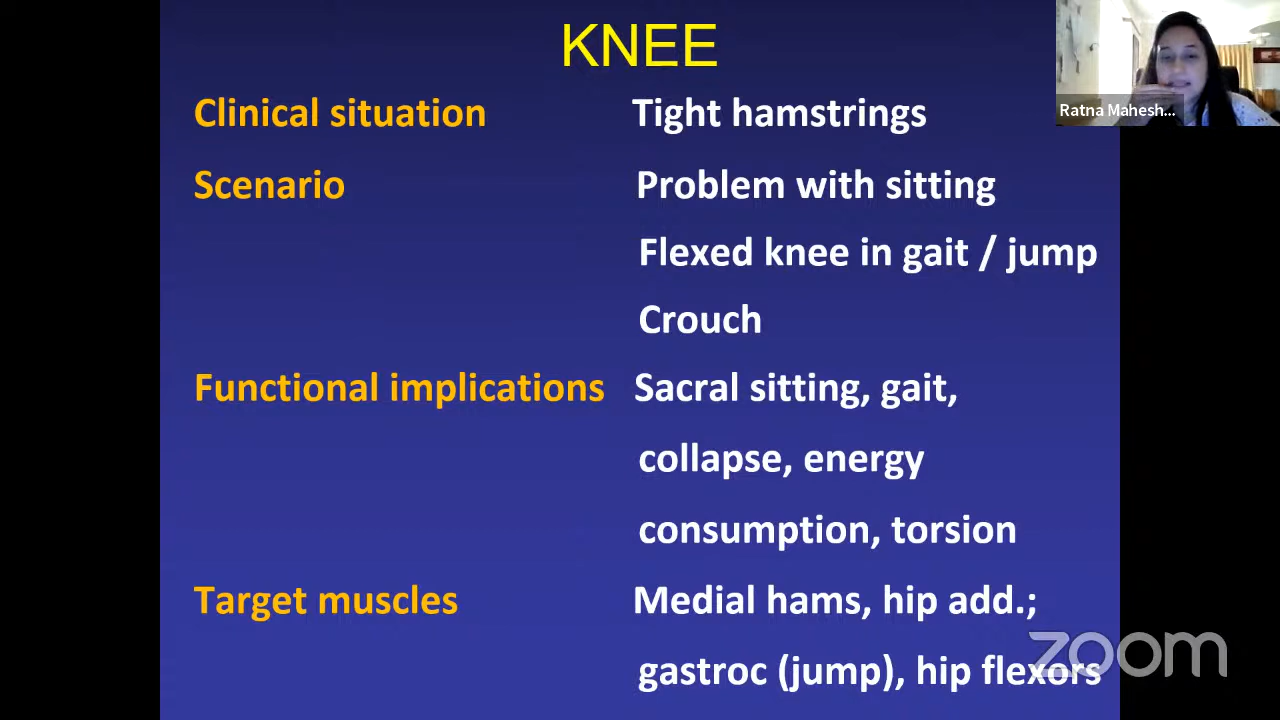 KNEE
Ratna Mahesh...
Clinical situation Tight hamstrings
Scenario Problem with sitting
Flexed knee in gait / jump
Crouch
Functional implications Sacral sitting, gait,
collapse, energy
consumption, torsion
Target muscles Medial hams, hip add.;
gastroc (jump), hip flexors
zoom